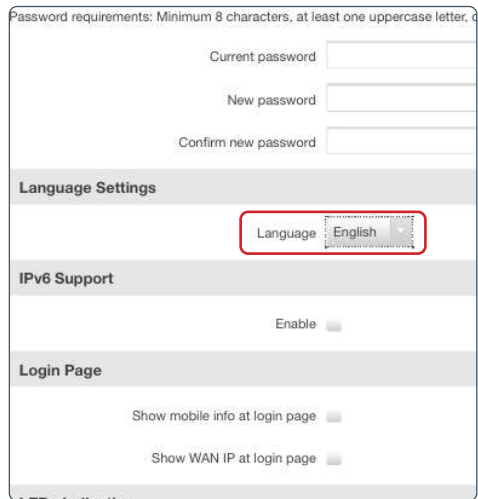 Password requirements: Minimum 8 characters, at least one uppercase letter,
Current password
New password
Confirm new password
Language Settings
Language English
IPv6 Support
Enable
Login Page
Show mobile info at login page
Show WAN IP at login page